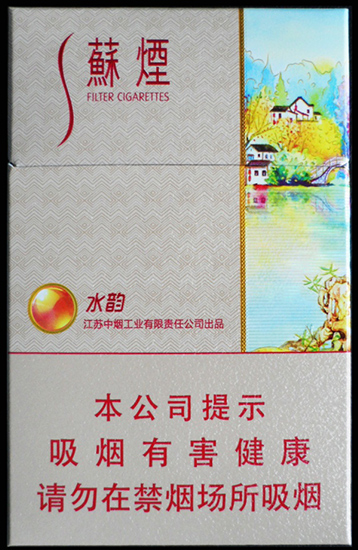 蘇煙
FILTER CIGARETTES
水韵
江苏中烟工业有限责任公司出品
本公司提示
吸烟有害健康
请勿在禁烟场所吸烟